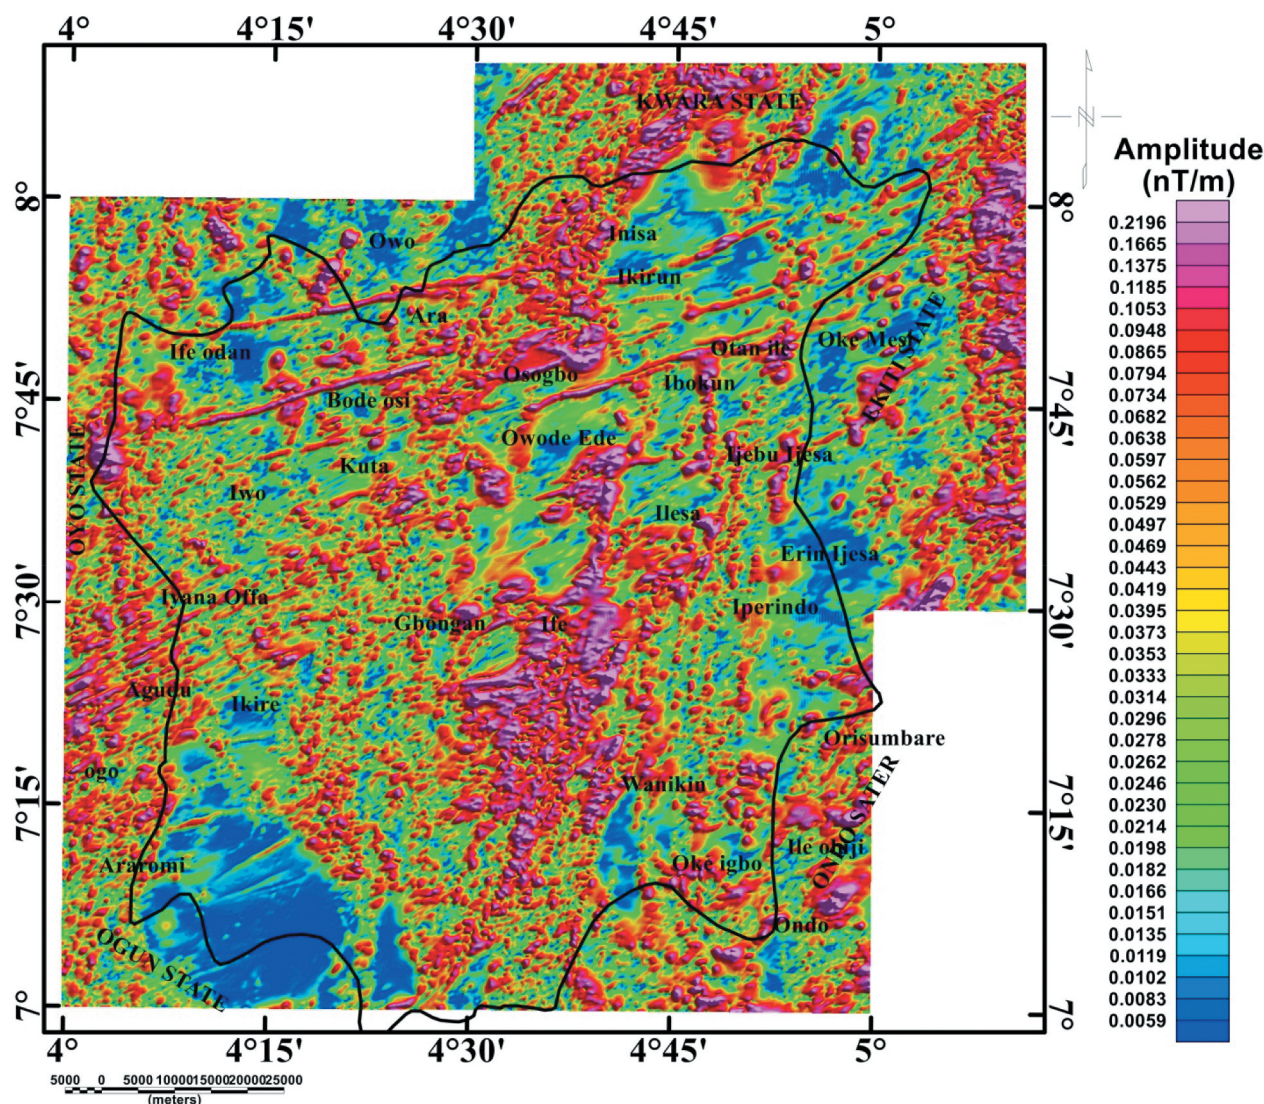 4° 4°15' 4°30' 4°45' 5°
N
KWARA STATE
Amplitude
(nT/m)
8° 8°
Owo Inisa
Ikirun
Ara
Ife odan Otan ile Oke Mesi
EKITI STATE
Osogbo Ibokun
Bode osi
7°45' 7°45'
Owode Ede
Ijebu Ijesa
Kuta
Iwo
OYO STATE
Ilesa
Erin Ijesa
7°30' 7°30'
Iyana Offa Iperindo
Gbongan Ife
Agudu Ikire
Orisumbare
ogo Wanikin
7°15' 7°15'
ONDO SATER
Ile oluji
Araromi Oke igbo
Ondo
OGUN STATE
7° 7°
4° 4°15' 4°30' 4°45' 5°
5000 0 5000 10000 15000 20000 25000
(meters)
0.2196
0.1665
0.1375
0.1185
0.1053
0.0948
0.0865
0.0794
0.0734
0.0682
0.0638
0.0597
0.0562
0.0529
0.0497
0.0469
0.0443
0.0419
0.0395
0.0373
0.0353
0.0333
0.0314
0.0296
0.0278
0.0262
0.0246
0.0230
0.0214
0.0198
0.0182
0.0166
0.0151
0.0135
0.0119
0.0102
0.0083
0.0059